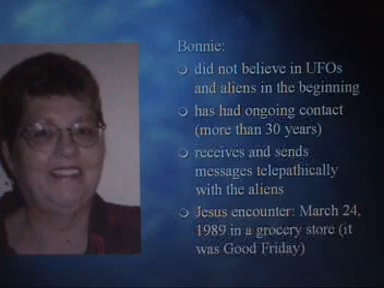 Bonnie:
did not believe in UFOs
and aliens in the beginning
has had ongoing contact
(more than 30 years)
receives and sends
messages telepathically
with the aliens
Jesus encounter: March 24,
1989 in a grocery store (it
was Good Friday)